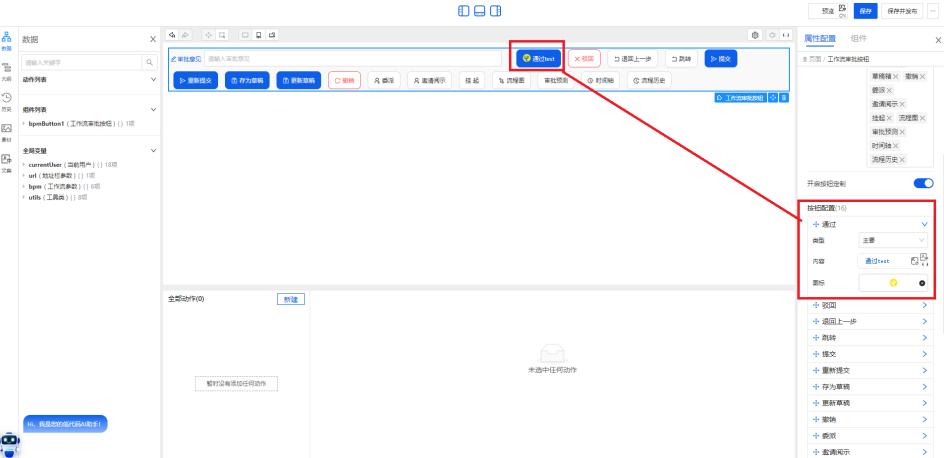 预览
保存
保存并发布
数据
请输入关键字
动作列表
组件列表
bpmButton1（工作流审批按钮）{} 1项
全局变量
currentUser（当前用户）{} 18项
url（地址栏参数）{} 1项
bpm（工作流参数）{} 6项
utils（工具类）{} 8项
数据
大纲
历史
素材
文案
Hi，我是您的低代码AI助手！
审批意见
请输入审批意见
通过test
驳回
退回上一步
跳转
提交
重新提交
存为草稿
更新草稿
撤销
委派
邀请阅示
挂 起
流程图
审批预测
时间轴
流程历史
工作流审批按钮
全部动作(0)
新建
暂时没有添加任何动作
未选中任何动作
属性配置
组件
页面 / 工作流审批按钮
草稿箱 撤销
委派
邀请阅示
挂起 流程图
审批预测
时间轴
流程历史
开启按钮定制
按钮配置(16)
通过
类型
主要
内容
通过test
图标
驳回
退回上一步
跳转
提交
重新提交
存为草稿
更新草稿
撤销
委派
邀请阅示